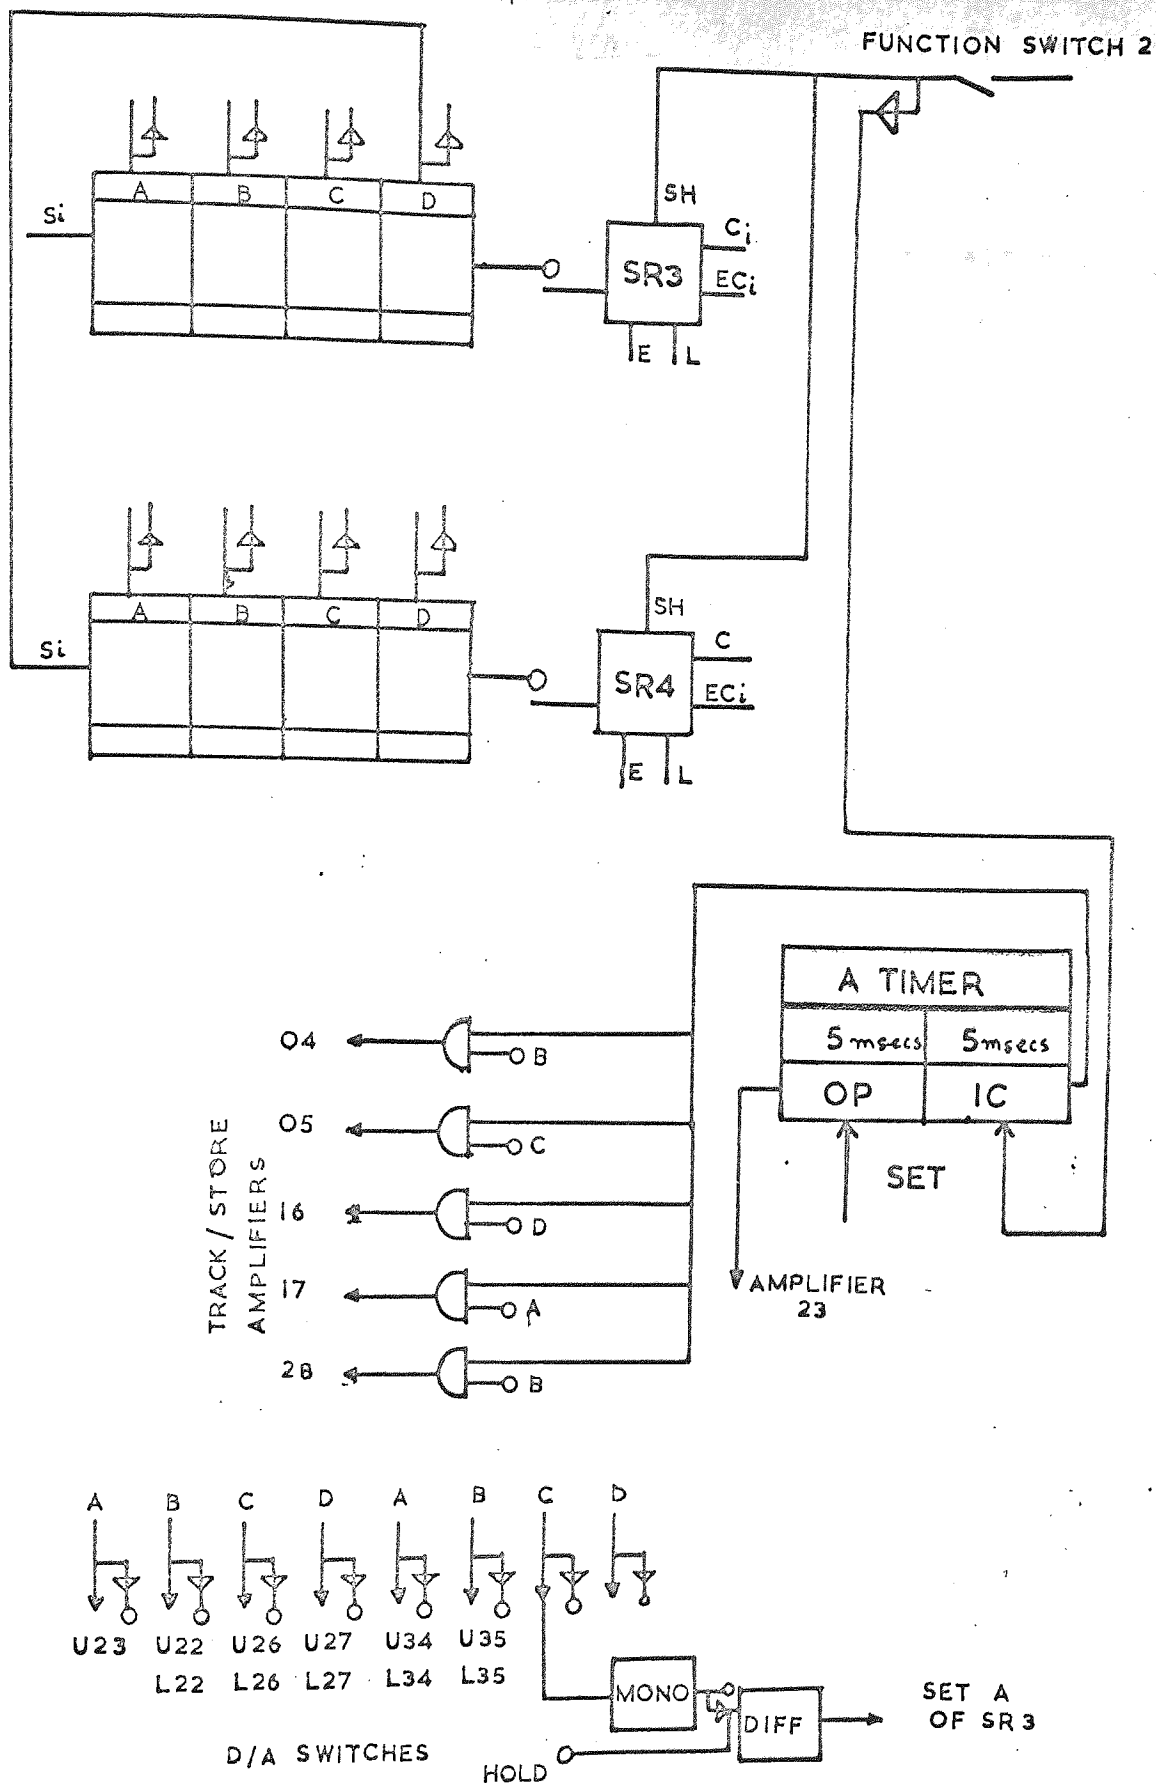 FUNCTION SWITCH 2
A B C D
Si
SH
SR3
Ci
ECi
E L
A B C D
Si
SH
SR4
C
ECi
E L
A TIMER
5 msecs 5 msecs
OP IC
SET
AMPLIFIER
23
TRACK/STORE
AMPLIFIERS
04
B
05
C
16
D
17
A
28
B
A B C D A B C D
U23 U22 U26 U27 U34 U35
L22 L26 L27 L34 L35
MONO
DIFF
SET A
OF SR3
D/A SWITCHES
HOLD